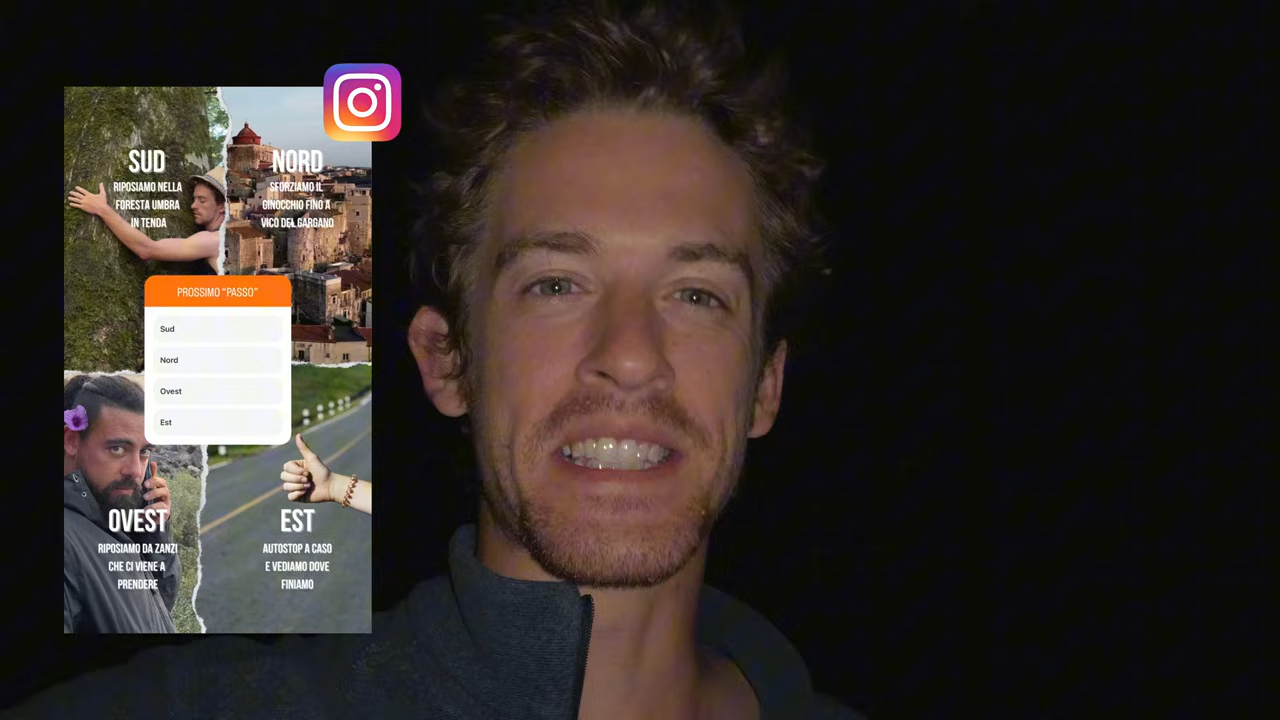 SUD
RIPOSIAMO NELLA
FORESTA UMBRA
IN TENDA
NORD
SFORZIAMO IL
GINOCCHIO FINO A
VICO DEL GARGANO
PROSSIMO “PASSO”
Sud
Nord
Ovest
Est
OVEST
RIPOSIAMO DA ZANZI
CHE CI VIENE A
PRENDERE
EST
AUTOSTOP A CASO
E VEDIAMO DOVE
FINIAMO